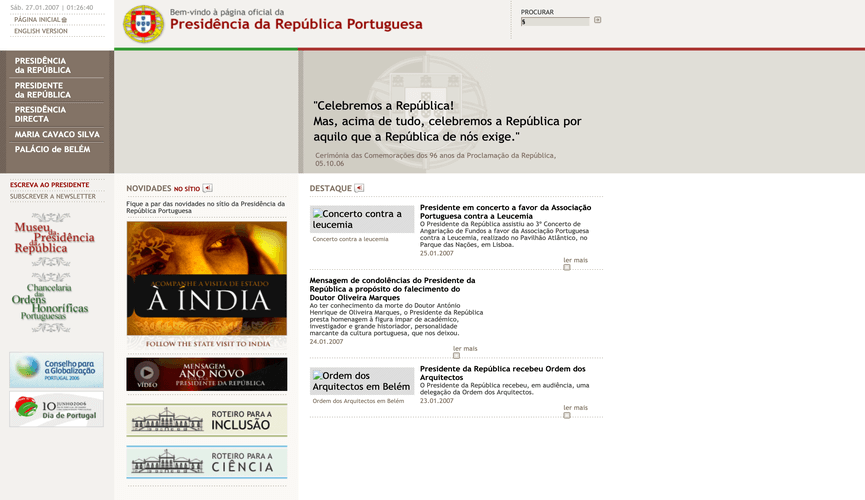 Sáb. 27.01.2007 | 01:26:40
PÁGINA INICIAL
ENGLISH VERSION
Bem-vindo à página oficial da
Presidência da República Portuguesa
PROCURAR
PRESIDÊNCIA
da REPÚBLICA
PRESIDENTE
da REPÚBLICA
PRESIDÊNCIA
DIRECTA
MARIA CAVACO SILVA
PALÁCIO de BELÉM
"Celebremos a República!
Mas, acima de tudo, celebremos a República por
aquilo que a República de nós exige."
Cerimónia das Comemorações dos 96 anos da Proclamação da República,
05.10.06
ESCREVA AO PRESIDENTE
SUBSCREVER A NEWSLETTER
Museu
da Presidência
da República
Chancelaria
das
Ordens
Honoríficas
Portuguesas
Conselho para
a Globalização
PORTUGAL 2006
10 JUNHO 2006
Dia de Portugal
NOVIDADES NO SÍTIO
Fique a par das novidades no sítio da Presidência da
República Portuguesa
ACOMPANHE A VISITA DE ESTADO
À ÍNDIA
FOLLOW THE STATE VISIT TO INDIA
VÍDEO
MENSAGEM
ANO NOVO
PRESIDENTE DA REPÚBLICA
ROTEIRO PARA A
INCLUSÃO
ROTEIRO PARA A
CIÊNCIA
DESTAQUE
Concerto contra a
leucemia
Concerto contra a leucemia
Presidente em concerto a favor da Associação
Portuguesa contra a Leucemia
O Presidente da República assistiu ao 3º Concerto de
Angariação de Fundos a favor da Associação Portuguesa
contra a Leucemia, realizado no Pavilhão Atlântico, no
Parque das Nações, em Lisboa.
25.01.2007
ler mais
Mensagem de condolências do Presidente da
República a propósito do falecimento do
Doutor Oliveira Marques
Ao ter conhecimento da morte do Doutor António
Henrique de Oliveira Marques, o Presidente da República
presta homenagem à figura ímpar de académico,
investigador e grande historiador, personalidade
marcante da cultura portuguesa, que nos deixou.
24.01.2007
ler mais
Ordem dos
Arquitectos em Belém
Ordem dos Arquitectos em Belém
Presidente da República recebeu Ordem dos
Arquitectos
O Presidente da República recebeu, em audiência, uma
delegação da Ordem dos Arquitectos.
23.01.2007
ler mais